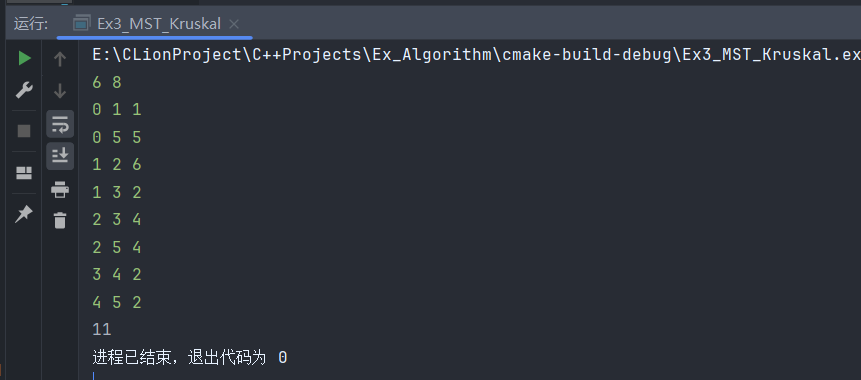 运行: Ex3_MST_Kruskal
E:\CLionProject\C++Projects\Ex_Algorithm\cmake-build-debug\Ex3_MST_Kruskal.ex
6 8
0 1 1
0 5 5
1 2 6
1 3 2
2 3 4
2 5 4
3 4 2
4 5 2
11
进程已结束，退出代码为 0